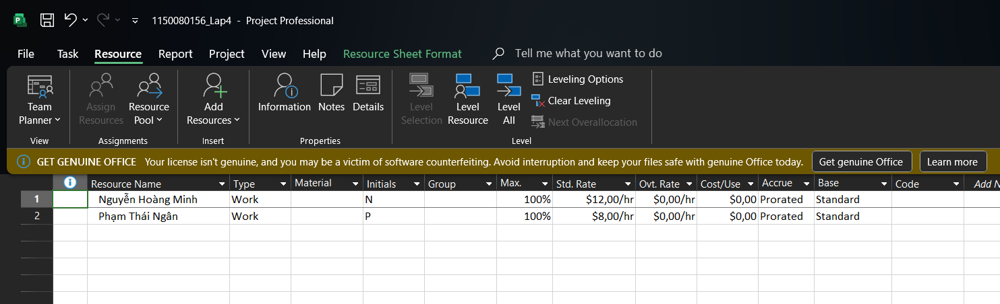 1150080156_Lap4 - Project Professional
File Task Resource Report Project View Help Resource Sheet Format Tell me what you want to do
Team Planner
Assign Resources
Resource Pool
Add Resources
Information
Notes
Details
Level Selection
Level Resource
Level All
Leveling Options
Clear Leveling
Next Overallocation
View Assignments Insert Properties Level
GET GENUINE OFFICE Your license isn't genuine, and you may be a victim of software counterfeiting. Avoid interruption and keep your files safe with genuine Office today. Get genuine Office Learn more
Resource Name Type Material Initials Group Max. Std. Rate Ovt. Rate Cost/Use Accrue Base Code Add N
1 Nguyễn Hoàng Minh Work N 100% $12,00/hr $0,00/hr $0,00 Prorated Standard
2 Phạm Thái Ngân Work P 100% $8,00/hr $0,00/hr $0,00 Prorated Standard